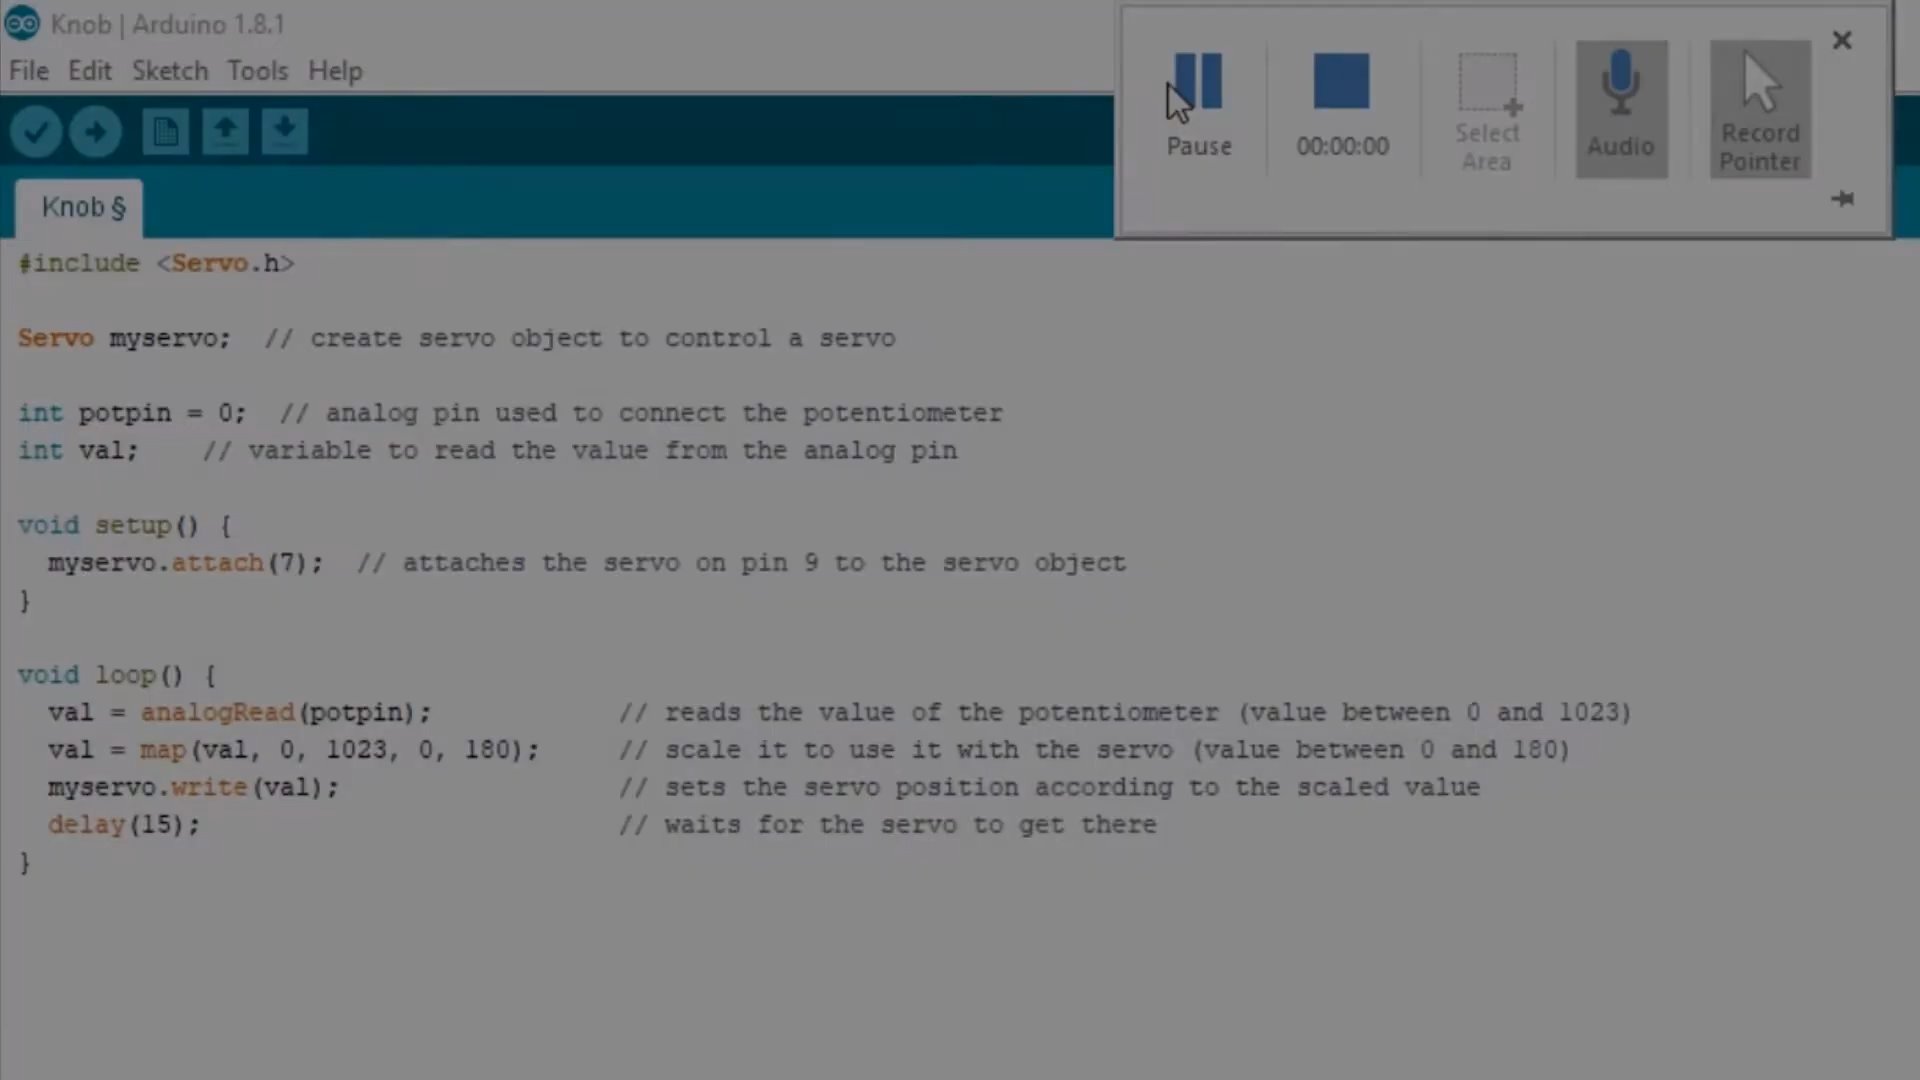 Knob | Arduino 1.8.1
File Edit Sketch Tools Help
Pause
00:00:00
Select Area
Audio
Record Pointer
Knob §
#include <Servo.h>
Servo myservo;  // create servo object to control a servo
int potpin = 0;  // analog pin used to connect the potentiometer
int val;    // variable to read the value from the analog pin
void setup() {
  myservo.attach(7);  // attaches the servo on pin 9 to the servo object
}
void loop() {
  val = analogRead(potpin);            // reads the value of the potentiometer (value between 0 and 1023)
  val = map(val, 0, 1023, 0, 180);     // scale it to use it with the servo (value between 0 and 180)
  myservo.write(val);                  // sets the servo position according to the scaled value
  delay(15);                           // waits for the servo to get there
}